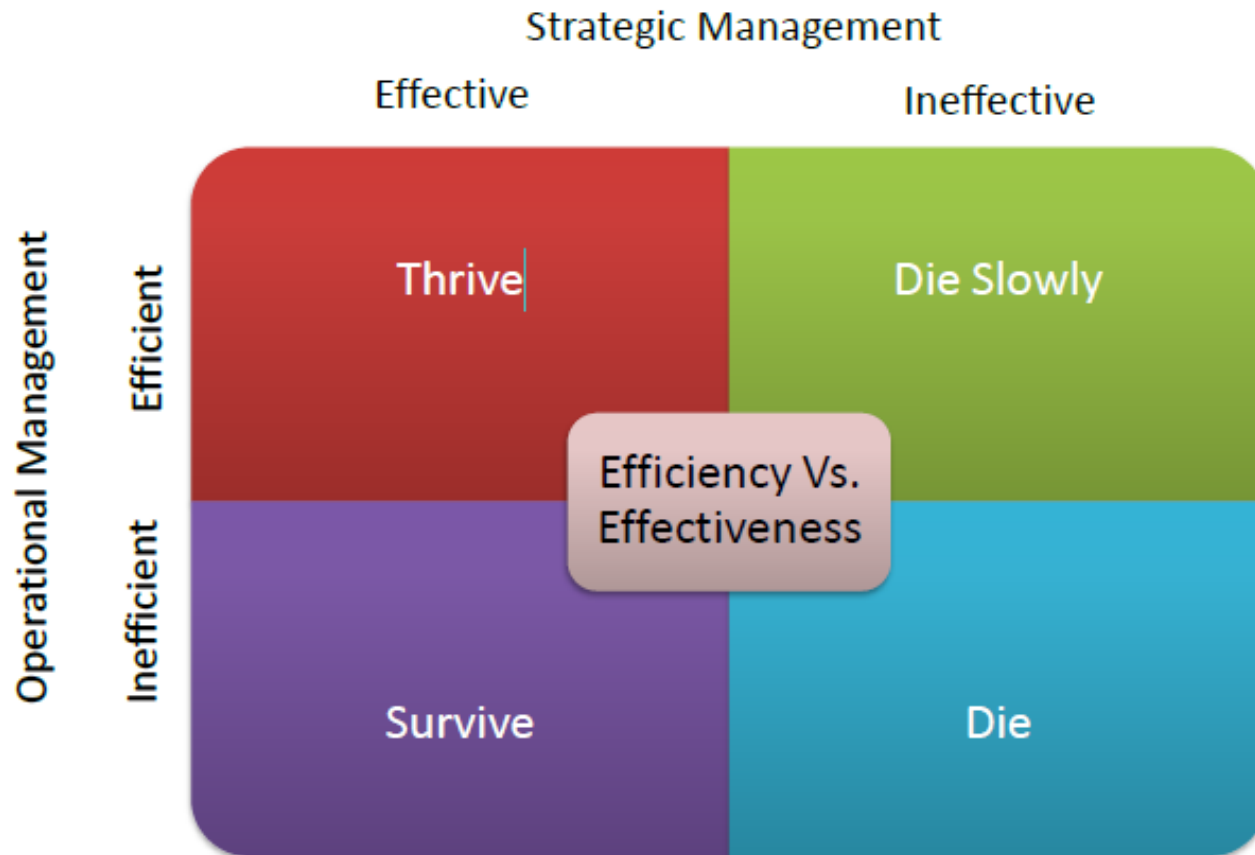 Strategic Management
Effective
Ineffective
Operational Management
Efficient
Inefficient
Thrive
Die Slowly
Efficiency Vs.
Effectiveness
Survive
Die